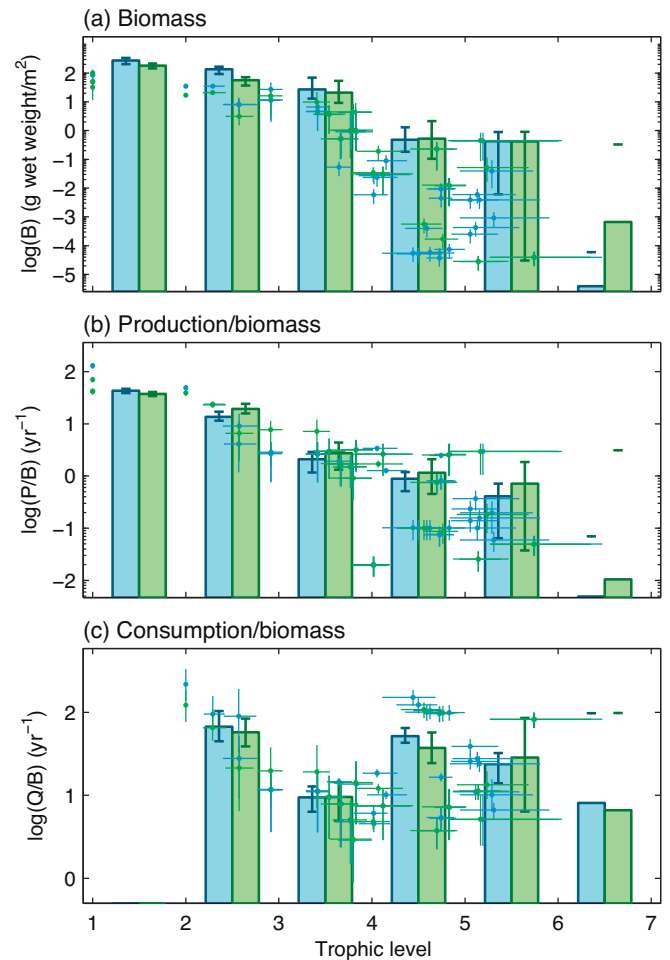 (a) Biomass
log(B) (g wet weight/m²)
2
1
0
−1
−2
−3
−4
−5
(b) Production/biomass
log(P/B) (yr⁻¹)
2
1
0
−1
−2
(c) Consumption/biomass
log(Q/B) (yr⁻¹)
2
1
0
1 2 3 4 5 6 7
Trophic level